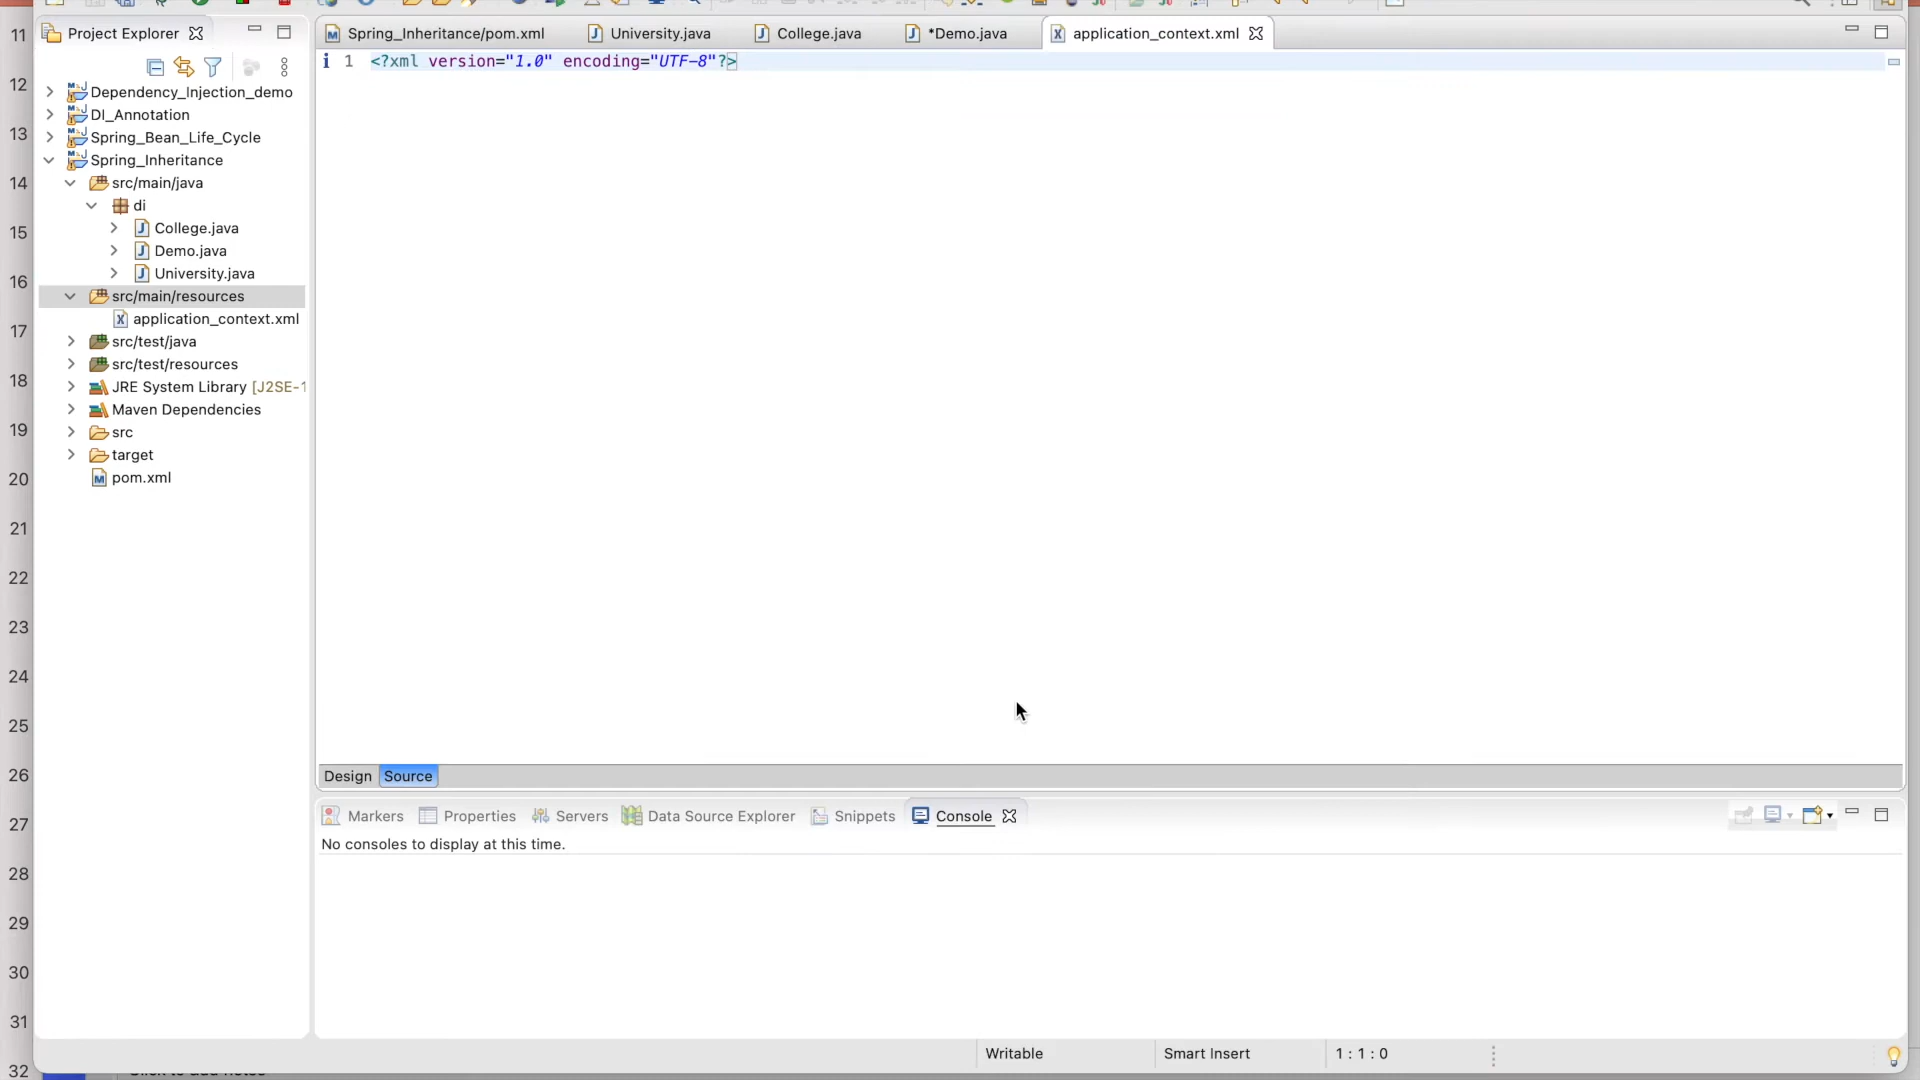 Project Explorer
Spring_Inheritance/pom.xml
University.java
College.java
*Demo.java
application_context.xml
1 <?xml version="1.0" encoding="UTF-8"?>
Dependency_Injection_demo
DI_Annotation
Spring_Bean_Life_Cycle
Spring_Inheritance
src/main/java
di
College.java
Demo.java
University.java
src/main/resources
application_context.xml
src/test/java
src/test/resources
JRE System Library [J2SE-1
Maven Dependencies
src
target
pom.xml
Design Source
Markers Properties Servers Data Source Explorer Snippets Console
No consoles to display at this time.
Writable Smart Insert 1 : 1 : 0
11
12
13
14
15
16
17
18
19
20
21
22
23
24
25
26
27
28
29
30
31
32